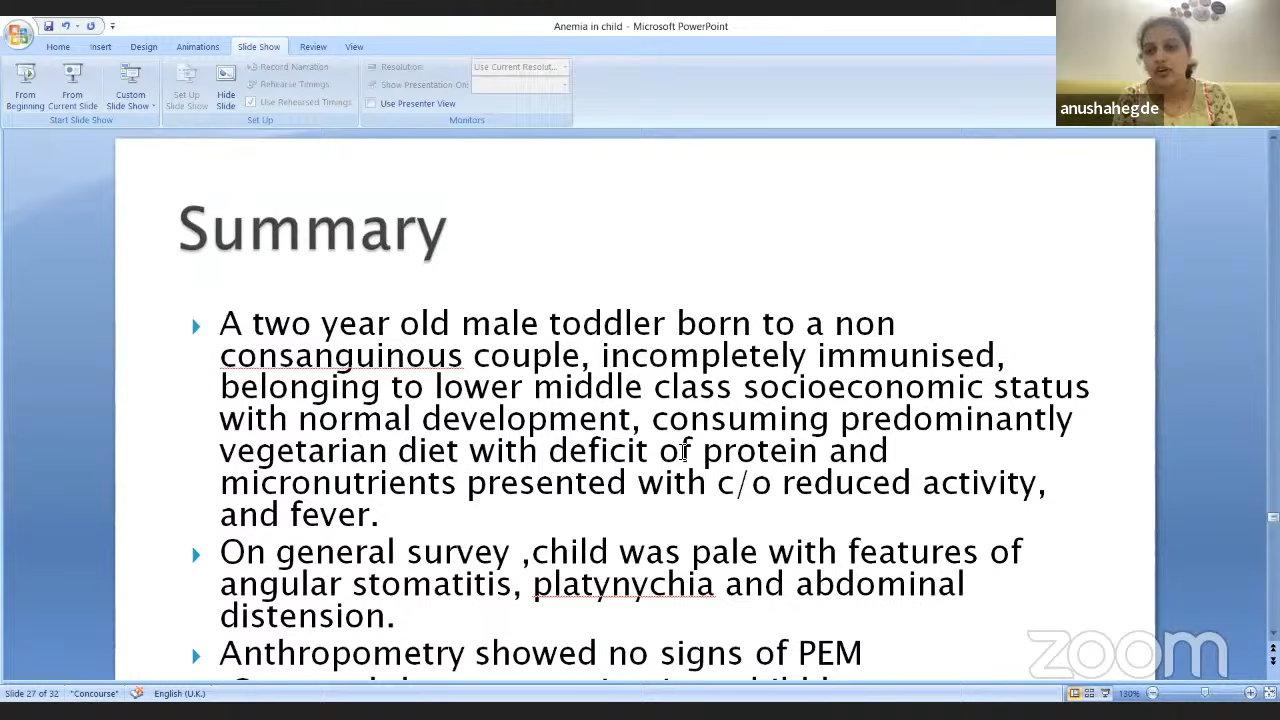 Anemia in child - Microsoft PowerPoint
Home Insert Design Animations Slide Show Review View
From Beginning
From Current Slide
Custom Slide Show
Start Slide Show
Set Up Slide Show
Hide Slide
Record Narration
Rehearse Timings
Use Rehearsed Timings
Set Up
Resolution: Use Current Resolut...
Show Presentation On:
Use Presenter View
Monitors
anushahegde
Summary
A two year old male toddler born to a non
consanguinous couple, incompletely immunised,
belonging to lower middle class socioeconomic status
with normal development, consuming predominantly
vegetarian diet with deficit of protein and
micronutrients presented with c/o reduced activity,
and fever.
On general survey ,child was pale with features of
angular stomatitis, platynychia and abdominal
distension.
Anthropometry showed no signs of PEM
zoom
Slide 27 of 32 "Concourse" English (U.K.) 130%